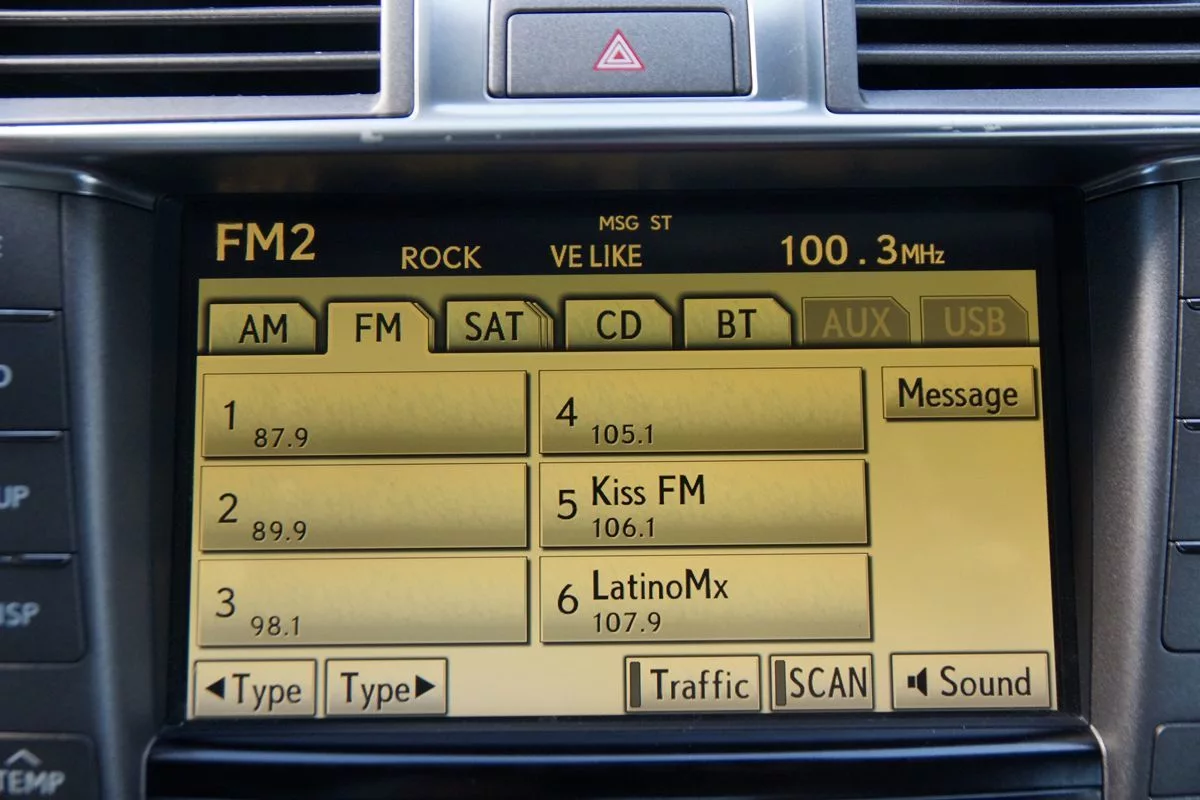 MSG ST
FM2 ROCK VE LIKE 100.3MHz
AM FM SAT CD BT AUX USB
1 87.9
4 105.1
Message
2 89.9
5 Kiss FM
106.1
3 98.1
6 LatinoMx
107.9
◀Type Type▶ Traffic SCAN Sound
UP
ISP
TEMP